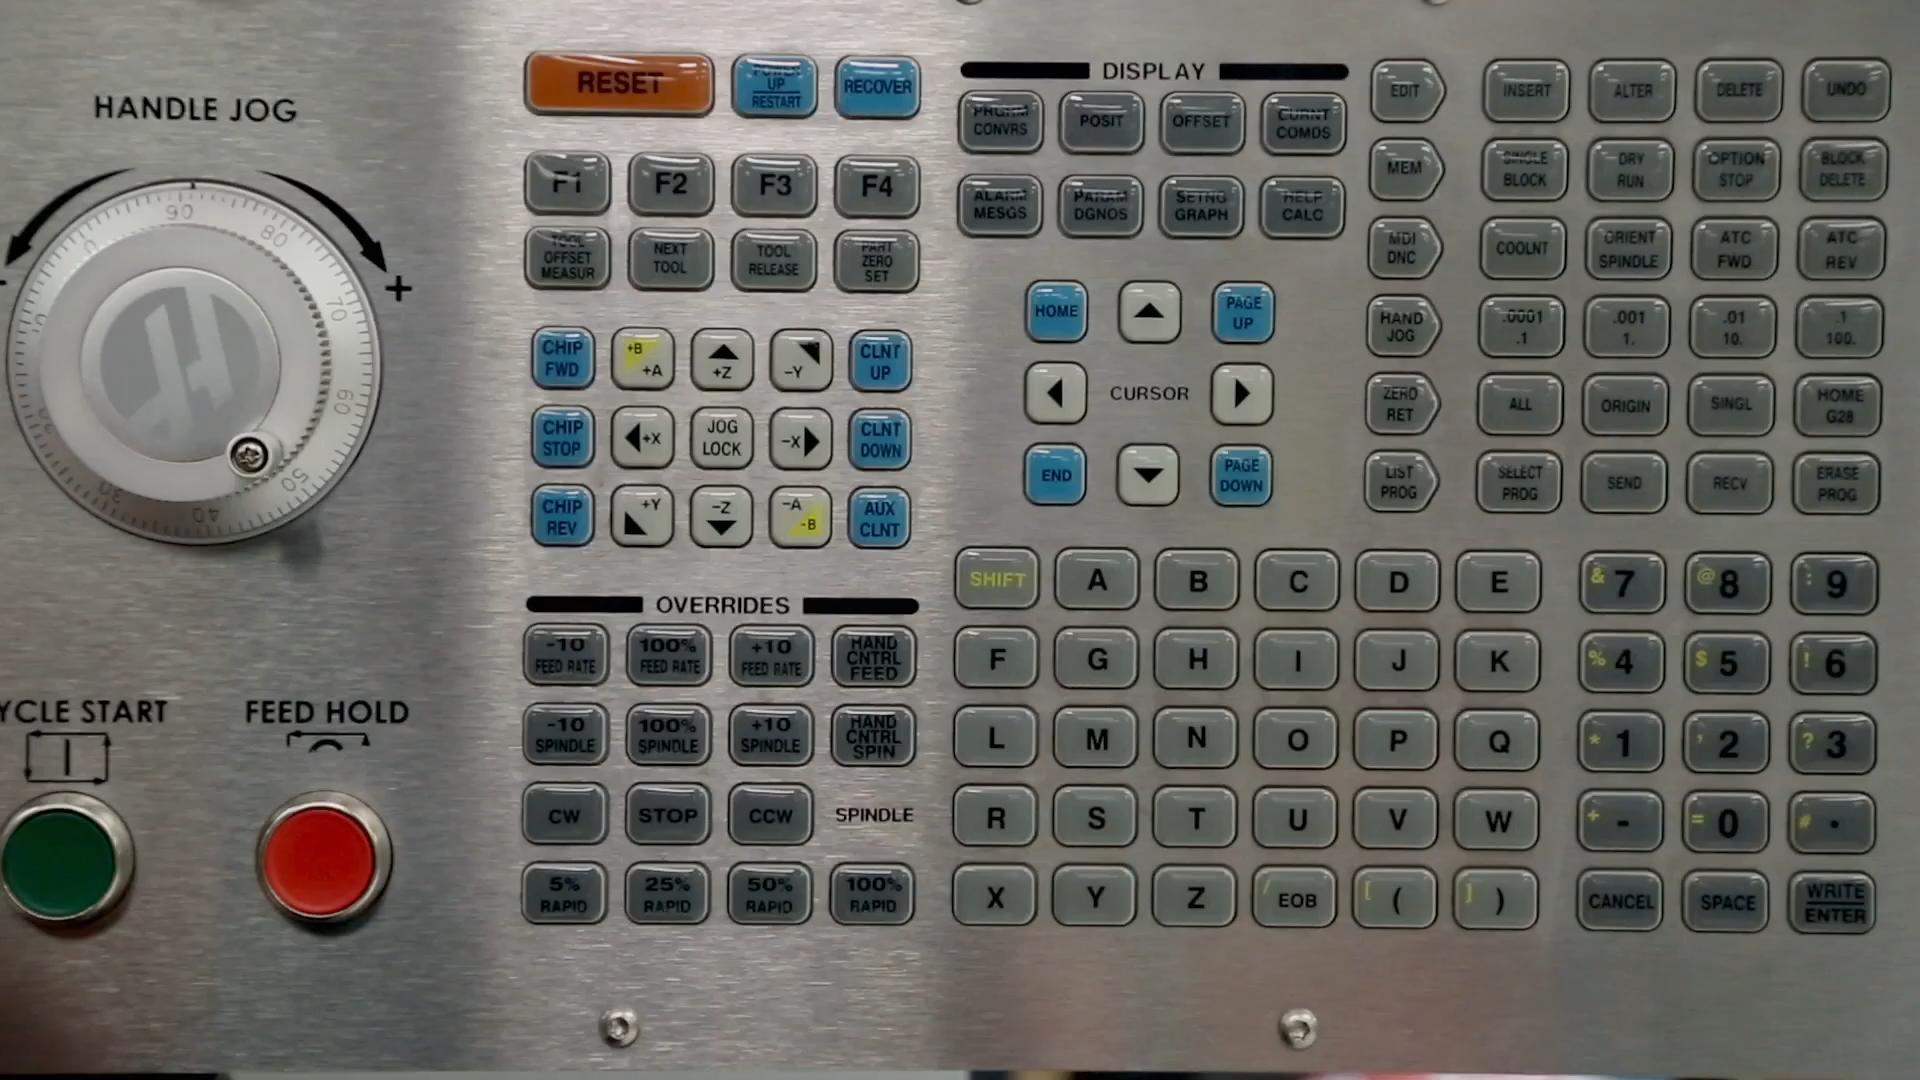 HANDLE JOG
90
80
70
60
50
40
30
+
YCLE START
FEED HOLD
RESET
POWER
UP
RESTART
RECOVER
F1
F2
F3
F4
TOOL
OFFSET
MEASUR
NEXT
TOOL
TOOL
RELEASE
PART
ZERO
SET
CHIP
FWD
+B
+A
+Z
-Y
CLNT
UP
CHIP
STOP
+X
JOG
LOCK
-X
CLNT
DOWN
CHIP
REV
+Y
-Z
-A
-B
AUX
CLNT
OVERRIDES
-10
FEED RATE
100%
FEED RATE
+10
FEED RATE
HAND
CNTRL
FEED
-10
SPINDLE
100%
SPINDLE
+10
SPINDLE
HAND
CNTRL
SPIN
CW
STOP
CCW
SPINDLE
5%
RAPID
25%
RAPID
50%
RAPID
100%
RAPID
DISPLAY
PRGRM
CONVRS
POSIT
OFFSET
CURNT
COMDS
ALARM
MESGS
PARAM
DGNOS
SETNG
GRAPH
HELP
CALC
HOME
PAGE
UP
CURSOR
END
PAGE
DOWN
EDIT
INSERT
ALTER
DELETE
UNDO
MEM
SINGLE
BLOCK
DRY
RUN
OPTION
STOP
BLOCK
DELETE
MDI
DNC
COOLNT
ORIENT
SPINDLE
ATC
FWD
ATC
REV
HAND
JOG
.0001
.1
.001
1.
.01
10.
.1
100.
ZERO
RET
ALL
ORIGIN
SINGL
HOME
G28
LIST
PROG
SELECT
PROG
SEND
RECV
ERASE
PROG
SHIFT
A
B
C
D
E
F
G
H
I
J
K
L
M
N
O
P
Q
R
S
T
U
V
W
X
Y
Z
/ EOB
[ (
] )
& 7
@ 8
: 9
% 4
$ 5
! 6
* 1
, 2
? 3
+ -
= 0
# .
CANCEL
SPACE
WRITE
ENTER